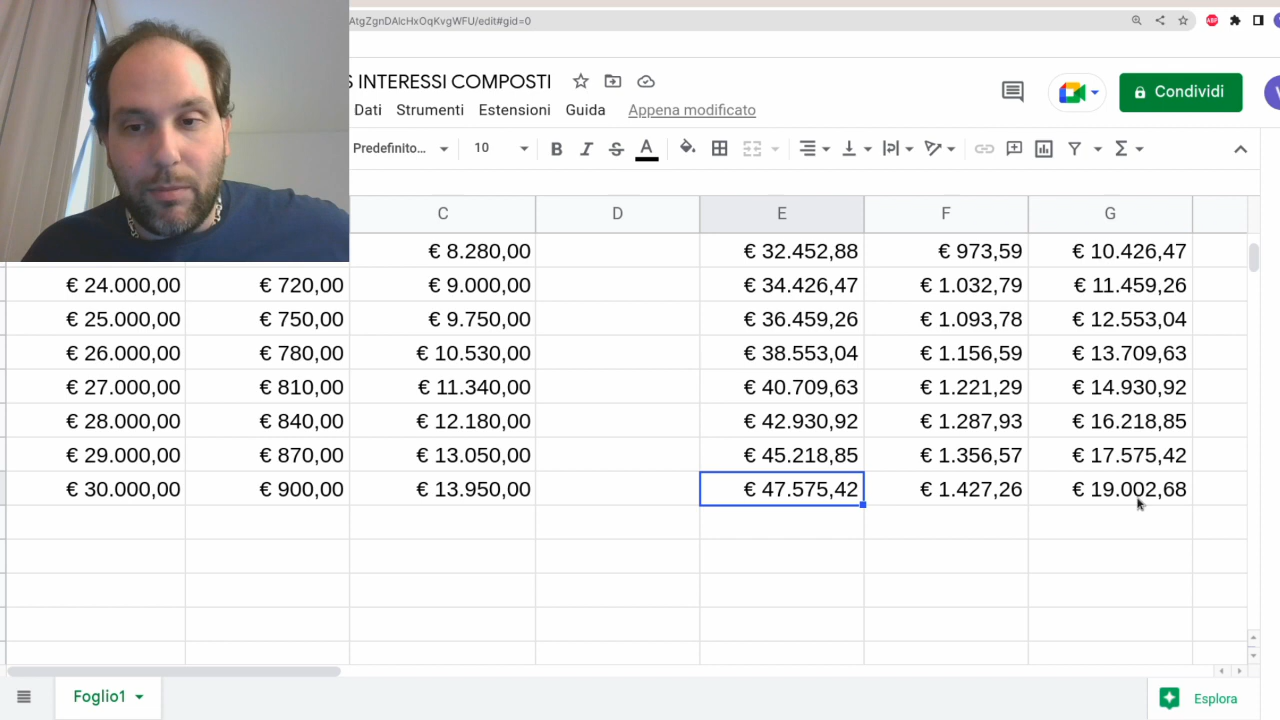 AtgZgnDAlcHxOqKvgWFU/edit#gid=0
S INTERESSI COMPOSTI
Condividi
Dati Strumenti Estensioni Guida Appena modificato
Predefinito... 10
C D E F G
€ 8.280,00 € 32.452,88 € 973,59 € 10.426,47
€ 24.000,00 € 720,00 € 9.000,00 € 34.426,47 € 1.032,79 € 11.459,26
€ 25.000,00 € 750,00 € 9.750,00 € 36.459,26 € 1.093,78 € 12.553,04
€ 26.000,00 € 780,00 € 10.530,00 € 38.553,04 € 1.156,59 € 13.709,63
€ 27.000,00 € 810,00 € 11.340,00 € 40.709,63 € 1.221,29 € 14.930,92
€ 28.000,00 € 840,00 € 12.180,00 € 42.930,92 € 1.287,93 € 16.218,85
€ 29.000,00 € 870,00 € 13.050,00 € 45.218,85 € 1.356,57 € 17.575,42
€ 30.000,00 € 900,00 € 13.950,00 € 47.575,42 € 1.427,26 € 19.002,68
Foglio1
Esplora